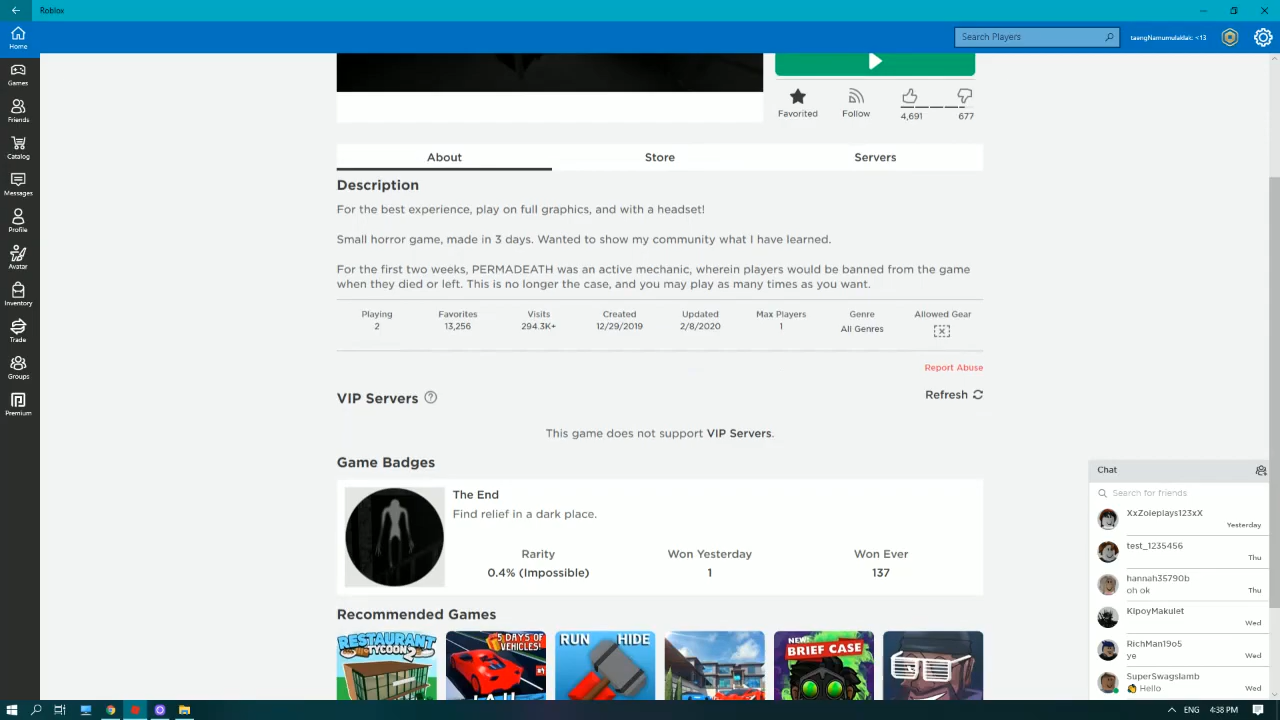 Roblox
Home
Search Players
taengNamumulaklak: <13
Games
Friends
Catalog
Messages
Profile
Avatar
Inventory
Trade
Groups
Premium
Favorited
Follow
4,691
677
About
Store
Servers
Description
For the best experience, play on full graphics, and with a headset!
Small horror game, made in 3 days. Wanted to show my community what I have learned.
For the first two weeks, PERMADEATH was an active mechanic, wherein players would be banned from the game
when they died or left. This is no longer the case, and you may play as many times as you want.
Playing
Favorites
Visits
Created
Updated
Max Players
Genre
Allowed Gear
2
13,256
294.3K+
12/29/2019
2/8/2020
1
All Genres
Report Abuse
VIP Servers
Refresh
This game does not support VIP Servers.
Game Badges
The End
Find relief in a dark place.
Rarity
Won Yesterday
Won Ever
0.4% (Impossible)
1
137
Recommended Games
RESTAURANT
TYCOON 2
5 DAYS OF
VEHICLES!
RUN HIDE
NEW!
BRIEF CASE
Chat
Search for friends
XxZoieplays123xX
Yesterday
test_1235456
Thu
hannah35790b
oh ok
Thu
KipoyMakulet
Wed
RichMan19o5
ye
Wed
SuperSwagslamb
👋 Hello
Wed
ENG
4:38 PM